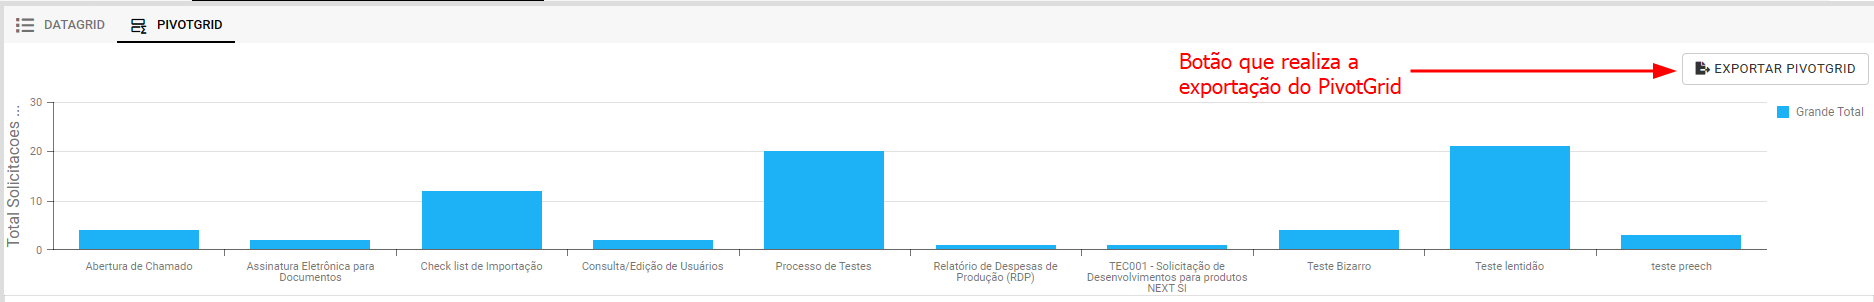 DATAGRID
PIVOTGRID
Botão que realiza a
exportação do PivotGrid
EXPORTAR PIVOTGRID
Grande Total
Total Solicitacoes ...
30
20
10
0
Abertura de Chamado
Assinatura Eletrônica para
Documentos
Check list de Importação
Consulta/Edição de Usuários
Processo de Testes
Relatório de Despesas de
Produção (RDP)
TEC001 - Solicitação de
Desenvolvimentos para produtos
NEXT SI
Teste Bizarro
Teste lentidão
teste preech